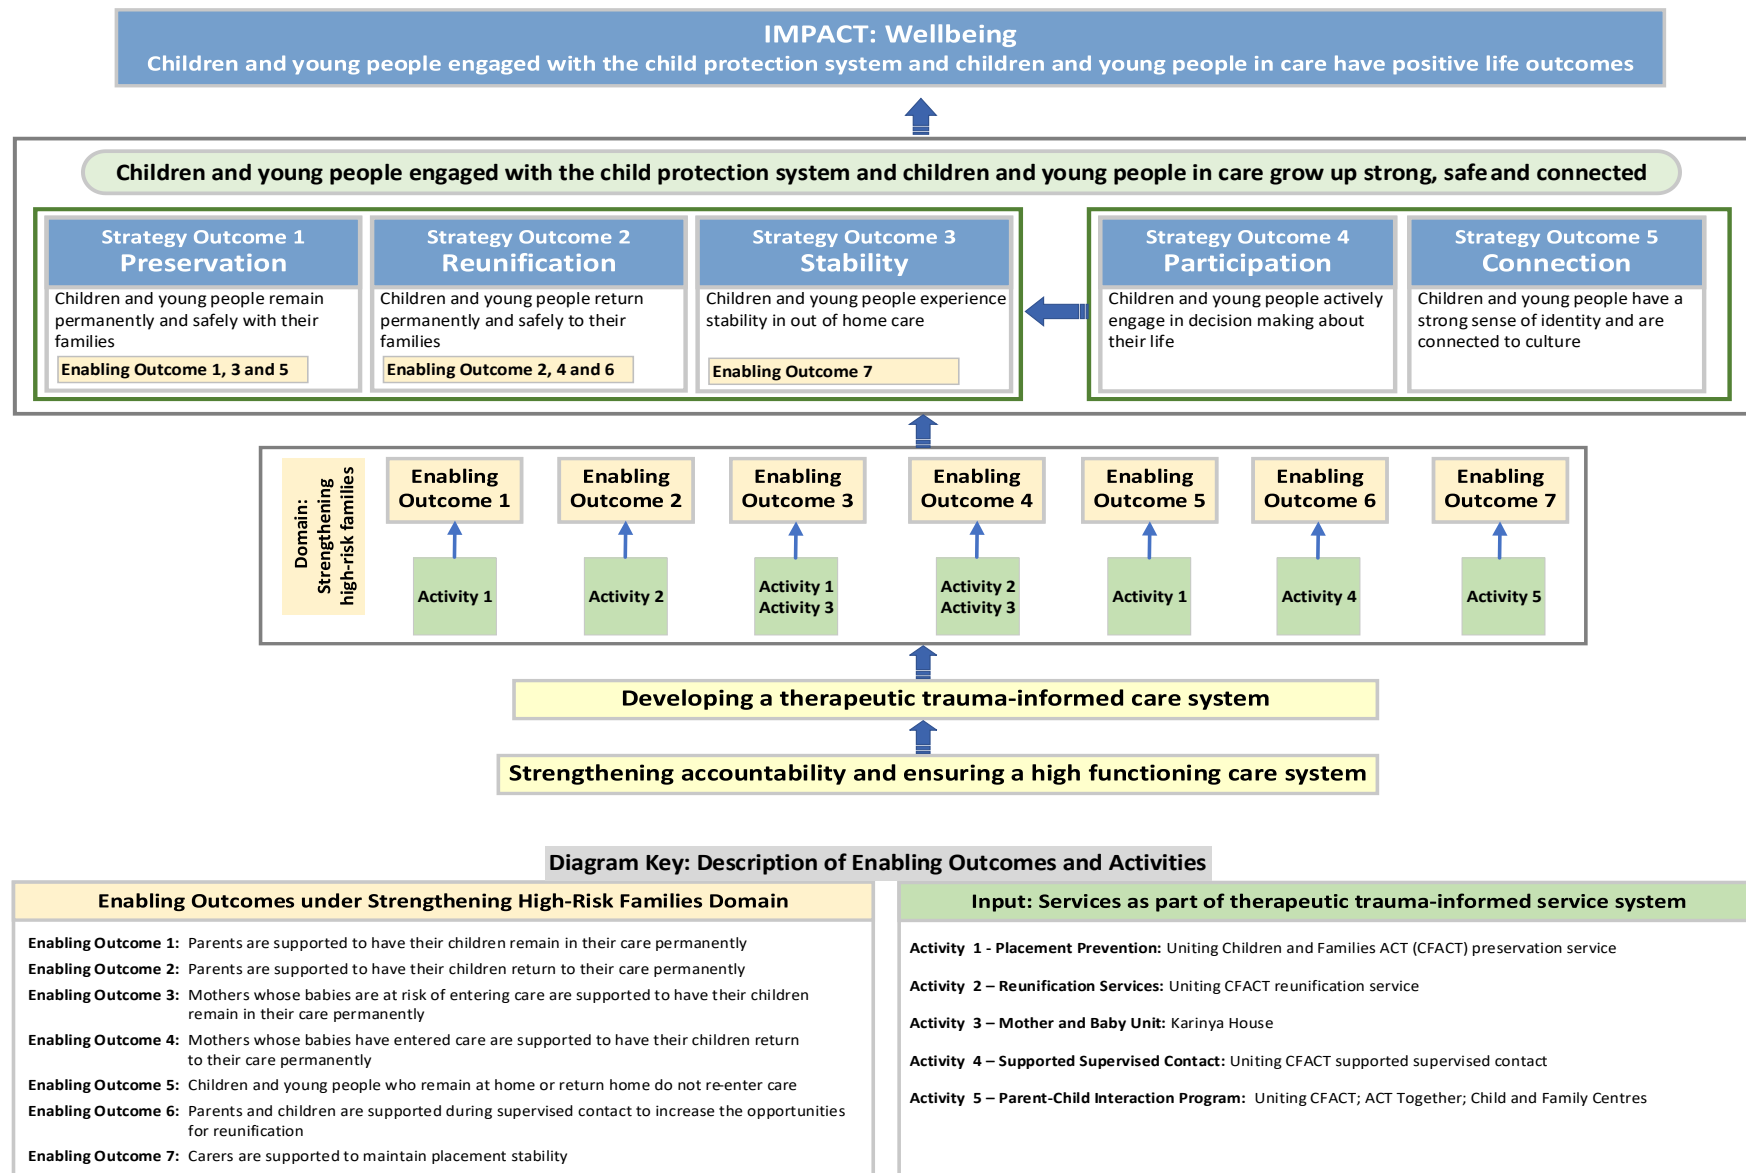 IMPACT: Wellbeing
Children and young people engaged with the child protection system and children and young people in care have positive life outcomes
Children and young people engaged with the child protection system and children and young people in care grow up strong, safe and connected
Strategy Outcome 1
Preservation
Children and young people remain
permanently and safely with their
families
Enabling Outcome 1, 3 and 5
Strategy Outcome 2
Reunification
Children and young people return
permanently and safely to their
families
Enabling Outcome 2, 4 and 6
Strategy Outcome 3
Stability
Children and young people experience
stability in out of home care
Enabling Outcome 7
Strategy Outcome 4
Participation
Children and young people actively
engage in decision making about
their life
Strategy Outcome 5
Connection
Children and young people have a
strong sense of identity and are
connected to culture
Domain:
Strengthening
high-risk families
Enabling
Outcome 1
Enabling
Outcome 2
Enabling
Outcome 3
Enabling
Outcome 4
Enabling
Outcome 5
Enabling
Outcome 6
Enabling
Outcome 7
Activity 1
Activity 2
Activity 1
Activity 3
Activity 2
Activity 3
Activity 1
Activity 4
Activity 5
Developing a therapeutic trauma-informed care system
Strengthening accountability and ensuring a high functioning care system
Diagram Key: Description of Enabling Outcomes and Activities
Enabling Outcomes under Strengthening High-Risk Families Domain
Enabling Outcome 1: Parents are supported to have their children remain in their care permanently
Enabling Outcome 2: Parents are supported to have their children return to their care permanently
Enabling Outcome 3: Mothers whose babies are at risk of entering care are supported to have their children
remain in their care permanently
Enabling Outcome 4: Mothers whose babies have entered care are supported to have their children return
to their care permanently
Enabling Outcome 5: Children and young people who remain at home or return home do not re-enter care
Enabling Outcome 6: Parents and children are supported during supervised contact to increase the opportunities
for reunification
Enabling Outcome 7: Carers are supported to maintain placement stability
Input: Services as part of therapeutic trauma-informed service system
Activity 1 - Placement Prevention: Uniting Children and Families ACT (CFACT) preservation service
Activity 2 – Reunification Services: Uniting CFACT reunification service
Activity 3 – Mother and Baby Unit: Karinya House
Activity 4 – Supported Supervised Contact: Uniting CFACT supported supervised contact
Activity 5 – Parent-Child Interaction Program: Uniting CFACT; ACT Together; Child and Family Centres